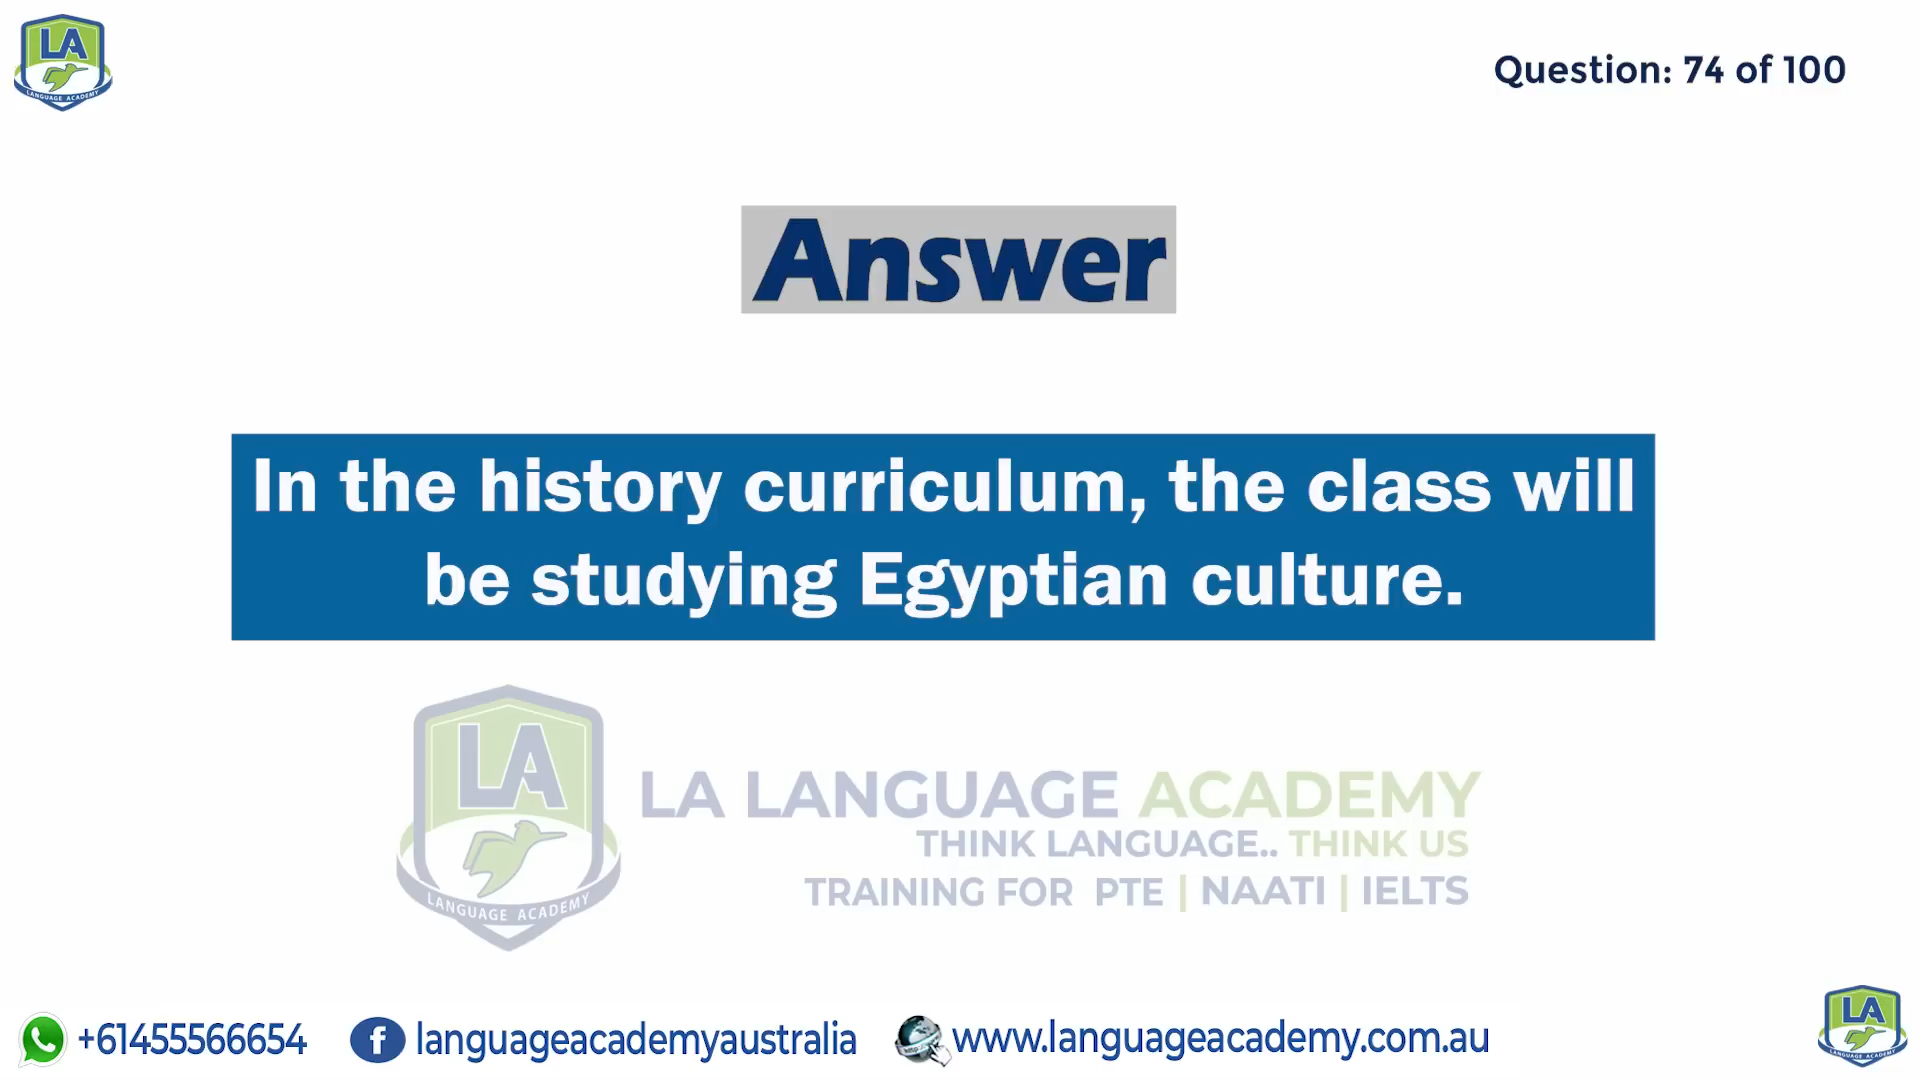 LA
LANGUAGE ACADEMY
Question: 74 of 100
Answer
In the history curriculum, the class will
be studying Egyptian culture.
LA
LANGUAGE ACADEMY
LA LANGUAGE ACADEMY
THINK LANGUAGE.. THINK US
TRAINING FOR PTE | NAATI | IELTS
+61455566654
languageacademyaustralia
www.languageacademy.com.au
LA
LANGUAGE ACADEMY